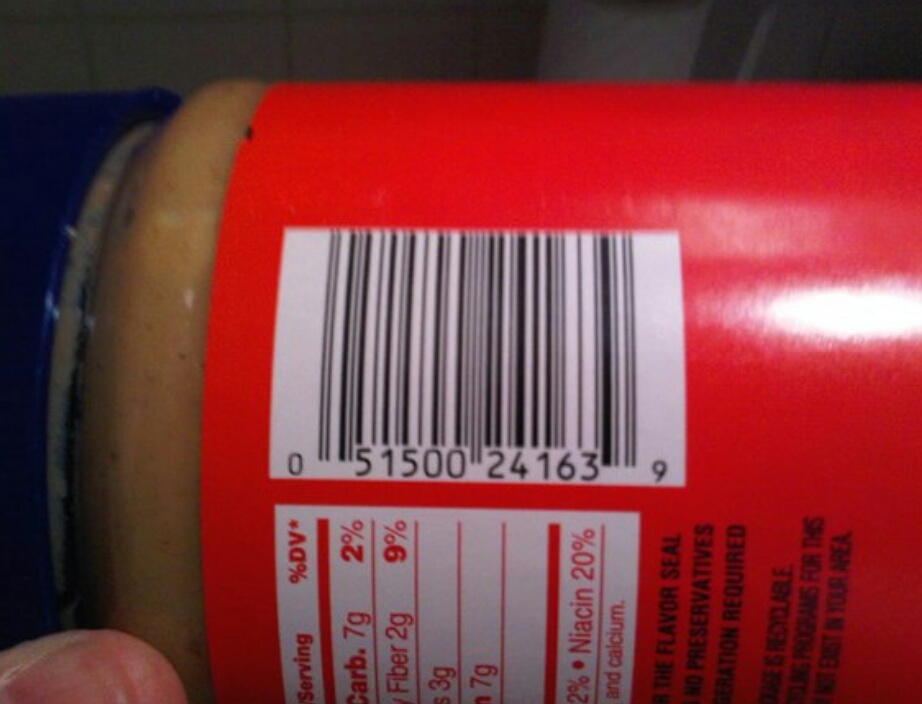 0 51500 24163 9
%DV*
/Serving
Carb. 7g 2%
Fiber 2g 9%
3g
7g
2% • Niacin 20%
and calcium.
THE FLAVOR SEAL
NO PRESERVATIVES
REQUIRED
IS RECYCLABLE.
PROGRAMS FOR THIS
NOT EXIST IN YOUR AREA.